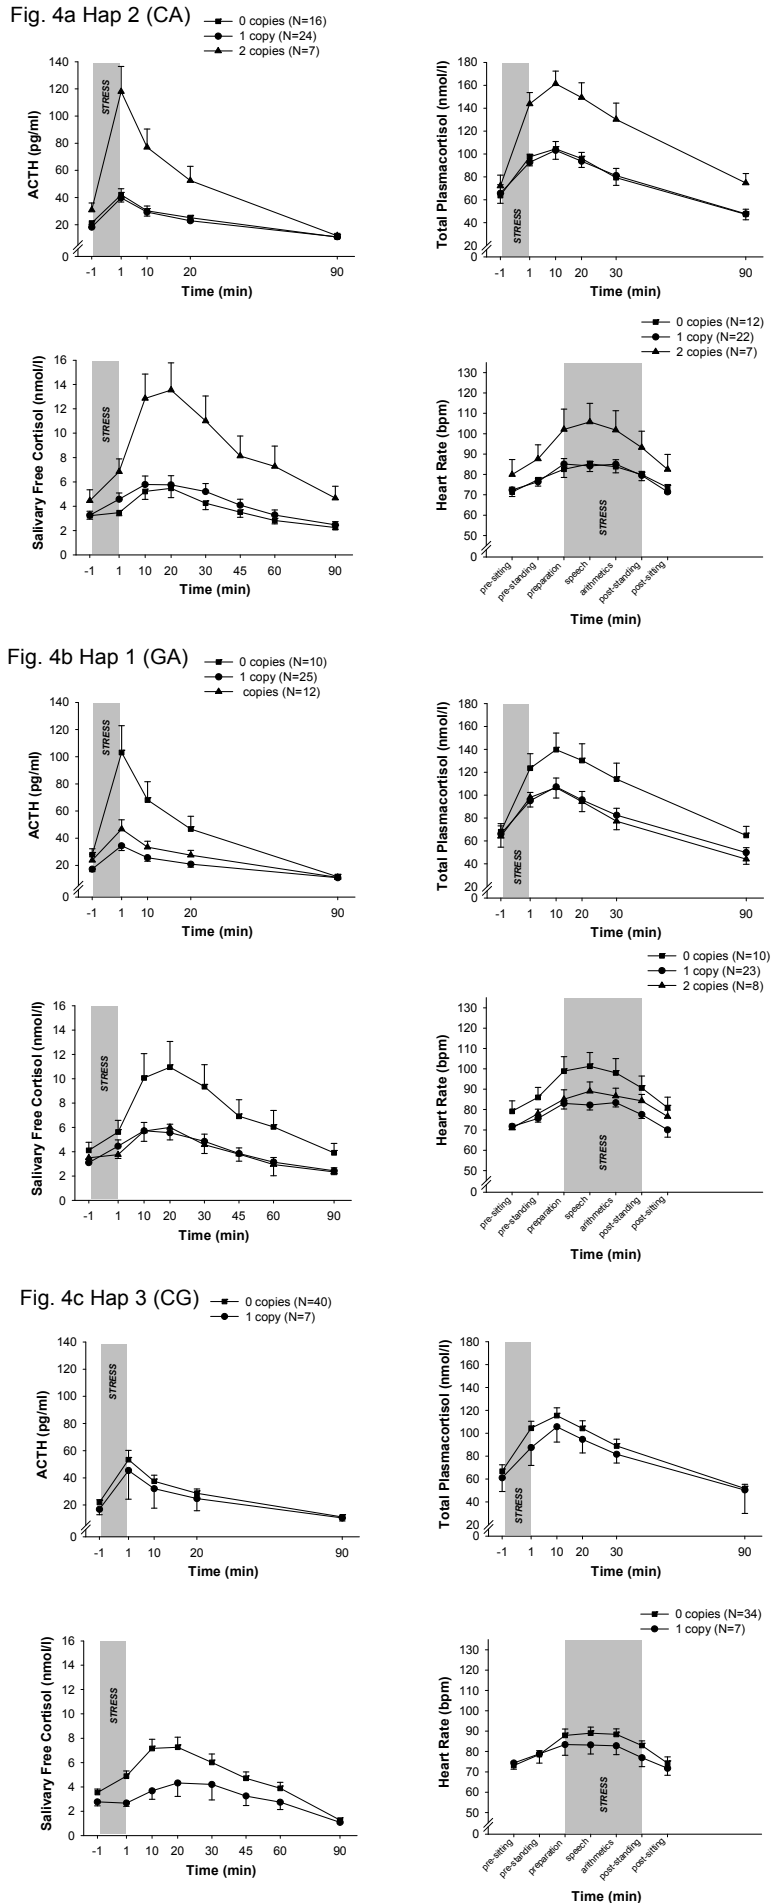 Fig. 4a Hap 2 (CA)
0 copies (N=16)
1 copy (N=24)
2 copies (N=7)
140
120
100
80
60
40
20
0
ACTH (pg/ml)
STRESS
-1 1 10 20 90
Time (min)
180
160
140
120
100
80
60
40
20
0
Total Plasmacortisol (nmol/l)
STRESS
-1 1 10 20 30 90
Time (min)
16
14
12
10
8
6
4
2
0
Salivary Free Cortisol (nmol/l)
STRESS
-1 1 10 20 30 45 60 90
Time (min)
0 copies (N=12)
1 copy (N=22)
2 copies (N=7)
130
120
110
100
90
80
70
60
50
0
Heart Rate (bpm)
STRESS
pre-sitting
pre-standing
preparation
speech
arithmetics
post-standing
post-sitting
Time (min)
Fig. 4b Hap 1 (GA)
0 copies (N=10)
1 copy (N=25)
copies (N=12)
140
120
100
80
60
40
20
0
ACTH (pg/ml)
STRESS
-1 1 10 20 90
Time (min)
180
160
140
120
100
80
60
40
20
0
Total Plasmacortisol (nmol/l)
STRESS
-1 1 10 20 30 90
Time (min)
16
14
12
10
8
6
4
2
0
Salivary Free Cortisol (nmol/l)
STRESS
-1 1 10 20 30 45 60 90
Time (min)
0 copies (N=10)
1 copy (N=23)
2 copies (N=8)
130
120
110
100
90
80
70
60
50
0
Heart Rate (bpm)
STRESS
pre-sitting
pre-standing
preparation
speech
arithmetics
post-standing
post-sitting
Time (min)
Fig. 4c Hap 3 (CG)
0 copies (N=40)
1 copy (N=7)
140
120
100
80
60
40
20
0
ACTH (pg/ml)
STRESS
-1 1 10 20 90
Time (min)
180
160
140
120
100
80
60
40
20
0
Total Plasmacortisol (nmol/l)
STRESS
-1 1 10 20 30 90
Time (min)
16
14
12
10
8
6
4
2
0
Salivary Free Cortisol (nmol/l)
STRESS
-1 1 10 20 30 45 60 90
Time (min)
0 copies (N=34)
1 copy (N=7)
130
120
110
100
90
80
70
60
50
0
Heart Rate (bpm)
STRESS
pre-sitting
pre-standing
preparation
speech
arithmetics
post-standing
post-sitting
Time (min)